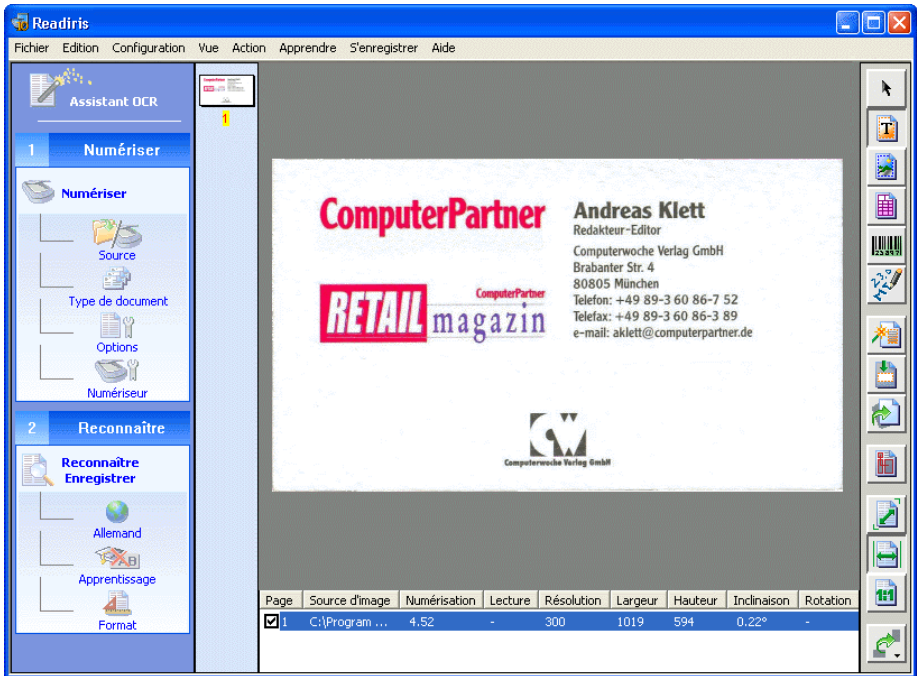 Readiris
Fichier Edition Configuration Vue Action Apprendre S'enregistrer Aide
Assistant OCR
1 Numériser
Numériser
Source
Type de document
Options
Numériseur
2 Reconnaître
Reconnaître
Enregistrer
Allemand
Apprentissage
Format
1
ComputerPartner
RETAIL
ComputerPartner
magazin
Andreas Klett
Redakteur-Editor
Computerwoche Verlag GmbH
Brabanter Str. 4
80805 München
Telefon: +49 89-3 60 86-7 52
Telefax: +49 89-3 60 86-3 89
e-mail: aklett@computerpartner.de
CW
Computerwoche Verlag GmbH
Page Source d'image Numérisation Lecture Résolution Largeur Hauteur Inclinaison Rotation
1 C:\Program ... 4.52 - 300 1019 594 0.22° -
T
1:1